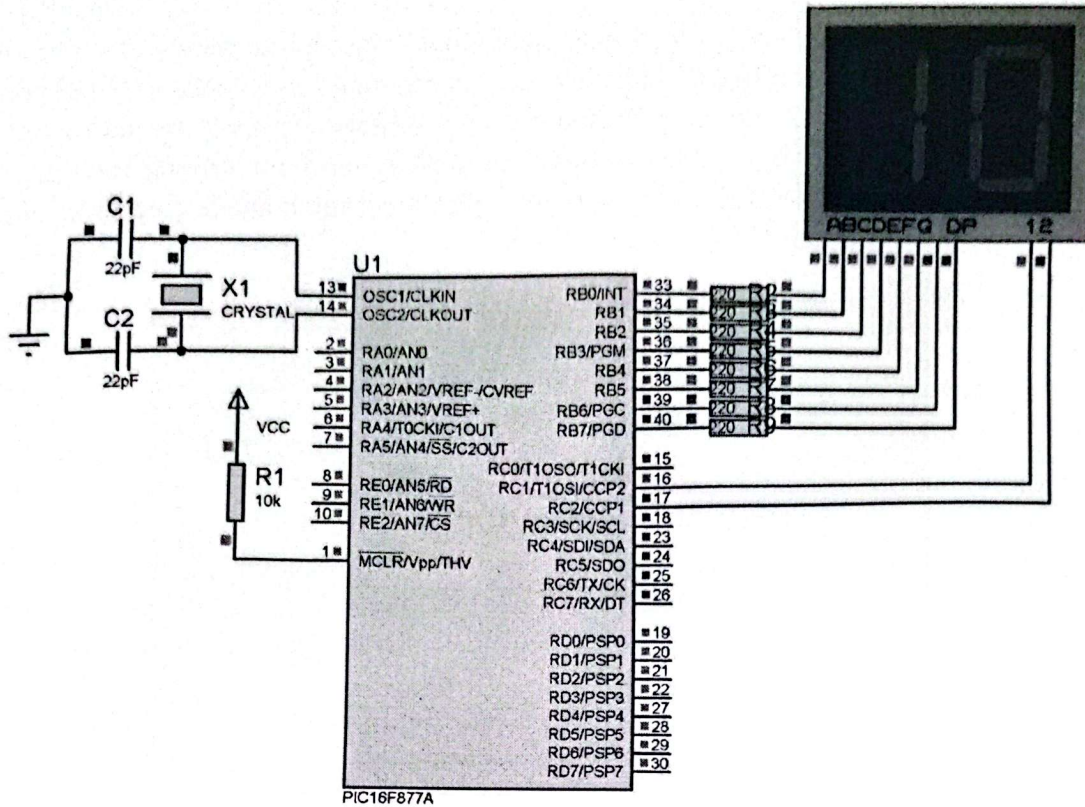 10
ABCDEFG DP 12
C1
22pF
X1
CRYSTAL
C2
22pF
VCC
R1
10k
U1
13 OSC1/CLKIN
14 OSC2/CLKOUT
2 RA0/AN0
3 RA1/AN1
4 RA2/AN2/VREF-/CVREF
5 RA3/AN3/VREF+
6 RA4/T0CKI/C1OUT
7 RA5/AN4/SS/C2OUT
8 RE0/AN5/RD
9 RE1/AN6/WR
10 RE2/AN7/CS
1 MCLR/Vpp/THV
RB0/INT 33 220
RB1 34 220
RB2 35 220 R4
RB3/PGM 36 220
RB4 37 220
RB5 38 220
RB6/PGC 39 220
RB7/PGD 40 220
RC0/T1OSO/T1CKI 15
RC1/T1OSI/CCP2 16
RC2/CCP1 17
RC3/SCK/SCL 18
RC4/SDI/SDA 23
RC5/SDO 24
RC6/TX/CK 25
RC7/RX/DT 26
RD0/PSP0 19
RD1/PSP1 20
RD2/PSP2 21
RD3/PSP3 22
RD4/PSP4 27
RD5/PSP5 28
RD6/PSP6 29
RD7/PSP7 30
PIC16F877A